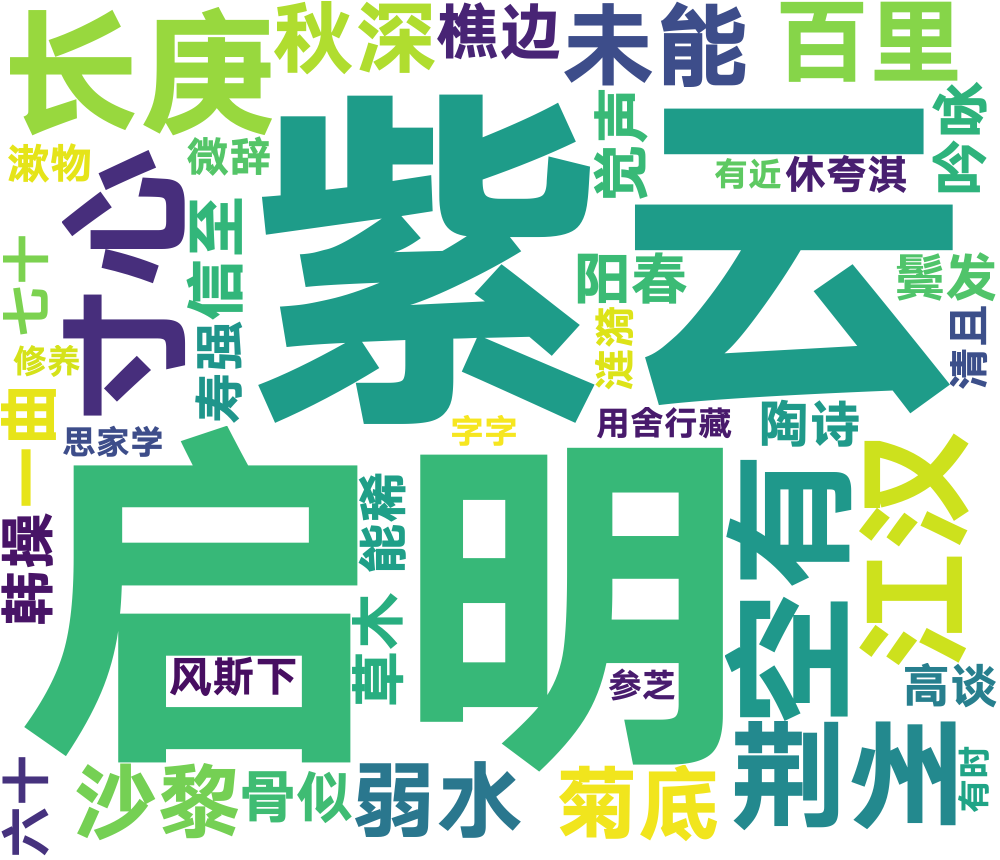 长庚
秋深
樵边
未能
百里
紫云
启明
寸心
漱物
微辞
信至
七十
寿强
修养
一曲
思家学
韩操
觉声
有近
休夸淇
吟咏
阳春
鬓发
涟漪
清且
用舍行藏
陶诗
字字
能稀
草木
空有
江汉
风斯下
参芝
高谈
六十
沙黎
骨似
弱水
菊底
荆州
有时